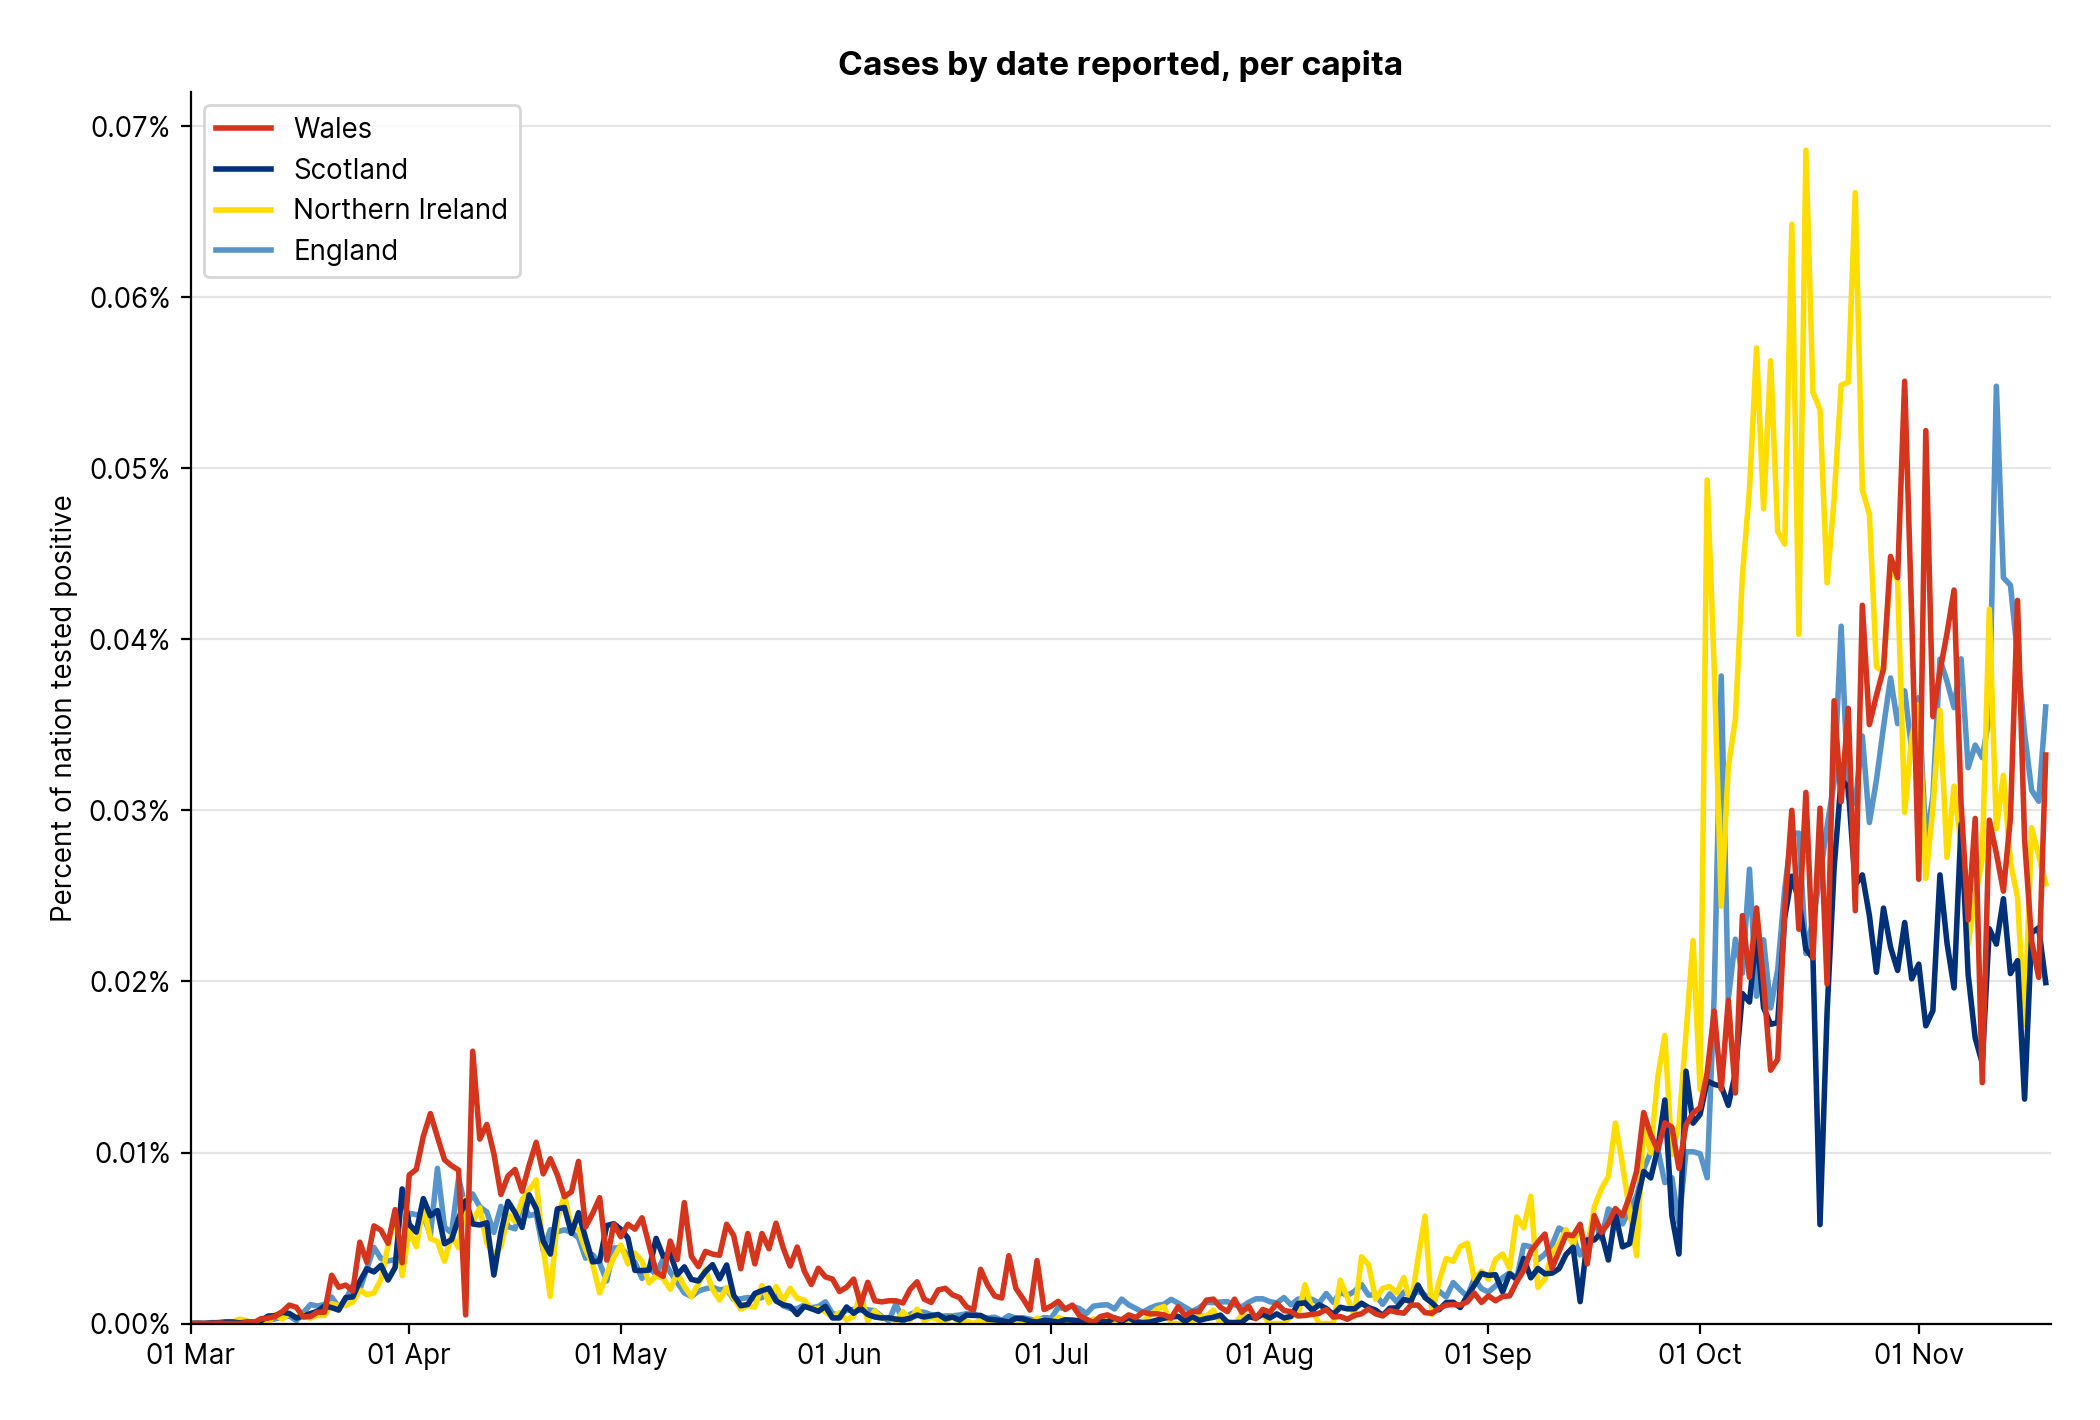 Cases by date reported, per capita
Wales
Scotland
Northern Ireland
England
Percent of nation tested positive
0.07%
0.06%
0.05%
0.04%
0.03%
0.02%
0.01%
0.00%
01 Mar
01 Apr
01 May
01 Jun
01 Jul
01 Aug
01 Sep
01 Oct
01 Nov